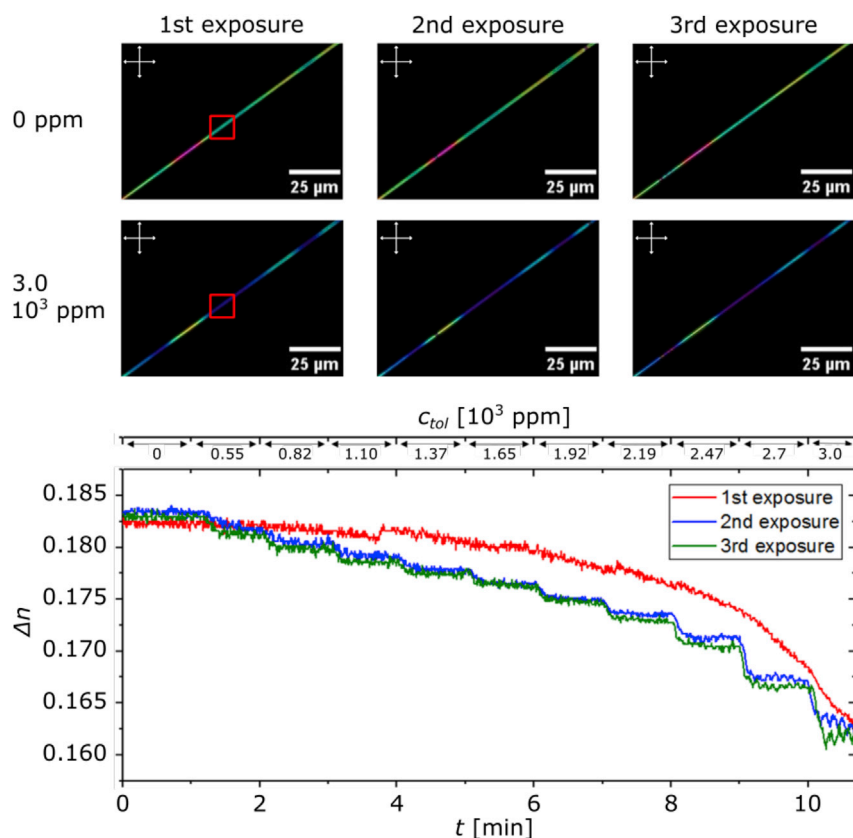 1st exposure 2nd exposure 3rd exposure
0 ppm
25 µm 25 µm 25 µm
3.0
10³ ppm
25 µm 25 µm 25 µm
c_tol [10³ ppm]
0 0.55 0.82 1.10 1.37 1.65 1.92 2.19 2.47 2.7 3.0
0.185
0.180
0.175
0.170
0.165
0.160
Δn
1st exposure
2nd exposure
3rd exposure
0 2 4 6 8 10
t [min]